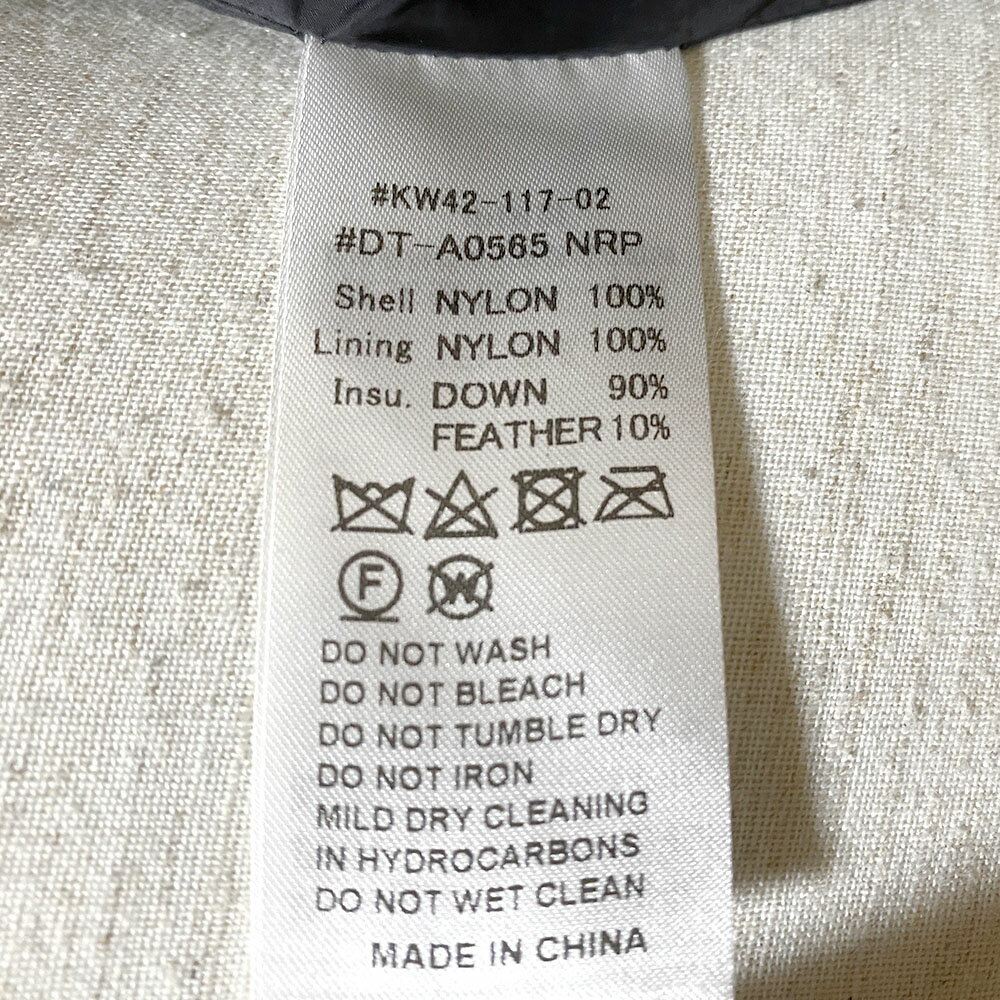 #KW42-117-02
#DT-A0565 NRP
Shell NYLON 100%
Lining NYLON 100%
Insu. DOWN 90%
FEATHER 10%
F W
DO NOT WASH
DO NOT BLEACH
DO NOT TUMBLE DRY
DO NOT IRON
MILD DRY CLEANING
IN HYDROCARBONS
DO NOT WET CLEAN
MADE IN CHINA